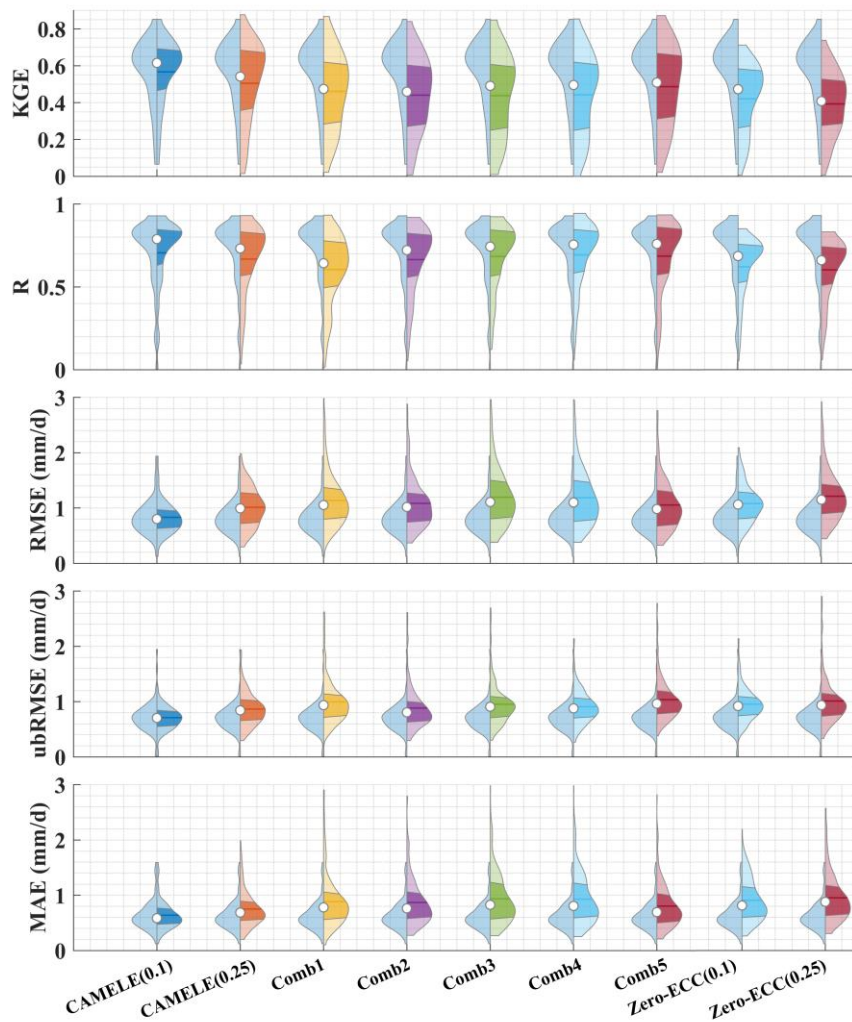 0.8
0.6
0.4
0.2
0
KGE
1
0.5
0
R
3
2
1
0
RMSE (mm/d)
3
2
1
0
ubRMSE (mm/d)
3
2
1
0
MAE (mm/d)
CAMELE(0.1)
CAMELE(0.25)
Comb1
Comb2
Comb3
Comb4
Comb5
Zero-ECC(0.1)
Zero-ECC(0.25)